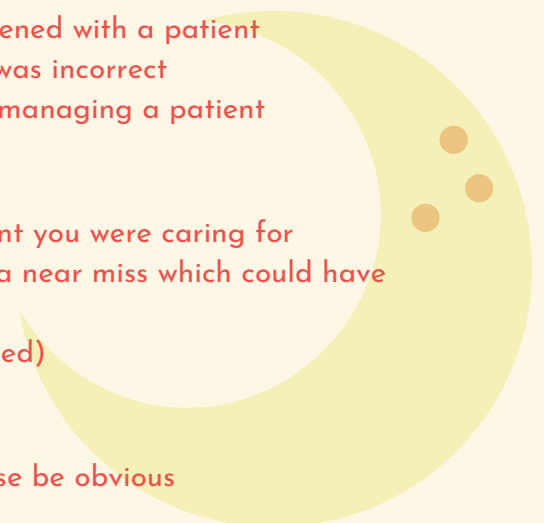 ened with a patient
was incorrect
managing a patient
nt you were caring for
a near miss which could have
ed)
se be obvious